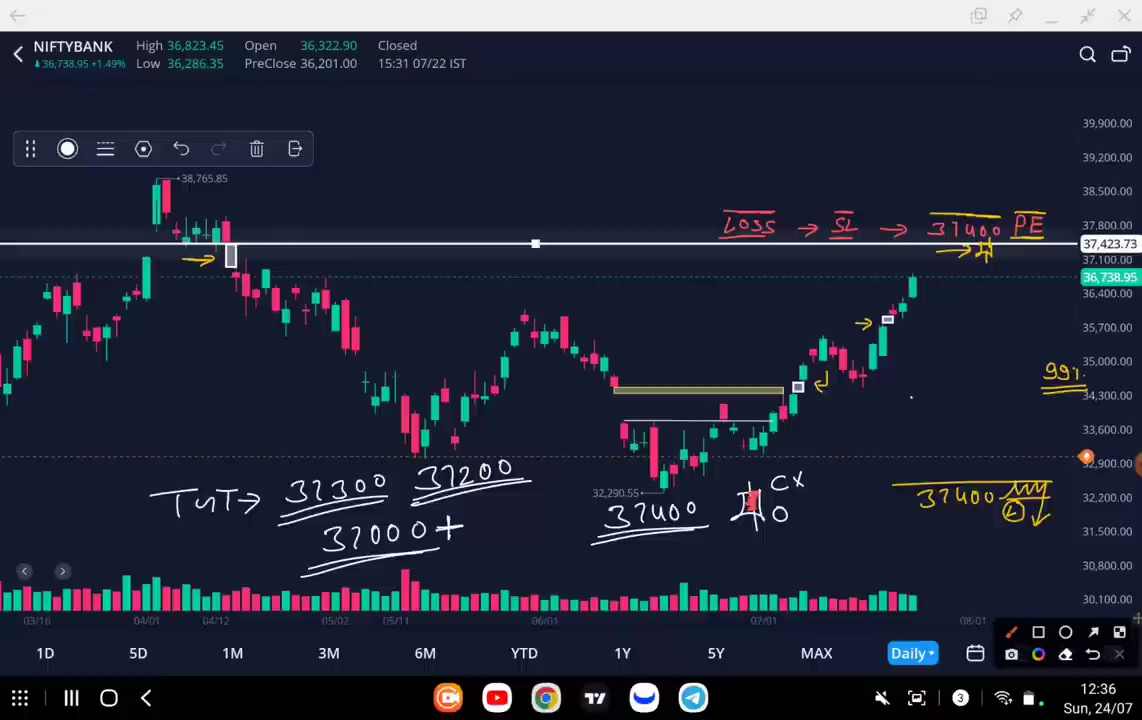 NIFTYBANK High 36,823.45 Open 36,322.90 Closed
36,738.95 +1.49% Low 36,286.35 PreClose 36,201.00 15:31 07/22 IST
39,900.00
39,200.00
38,765.85
38,500.00
37,800.00
LOSS → SL → 37400 PE
37,423.73
37,100.00
36,738.95
36,400.00
35,700.00
35,000.00
99%
34,300.00
33,600.00
32,900.00
TUT → 37300 37200
32,290.55
CX
37400
O
37400
32,200.00
37000+
31,500.00
30,800.00
30,100.00
03/16 04/01 04/12 05/02 05/11 06/01 07/01 08/01
1D 5D 1M 3M 6M YTD 1Y 5Y MAX Daily
3
12:36
Sun, 24/07